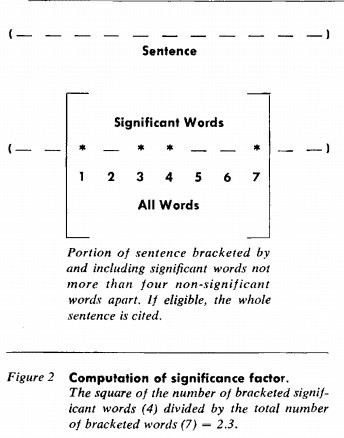 (— — — — — — — — — — — —)
Sentence
Significant Words
(— — * — * * — — * — —)
1 2 3 4 5 6 7
All Words
Portion of sentence bracketed by
and including significant words not
more than four non-significant
words apart. If eligible, the whole
sentence is cited.
Figure 2 Computation of significance factor.
The square of the number of bracketed signif-
icant words (4) divided by the total number
of bracketed words (7) = 2.3.